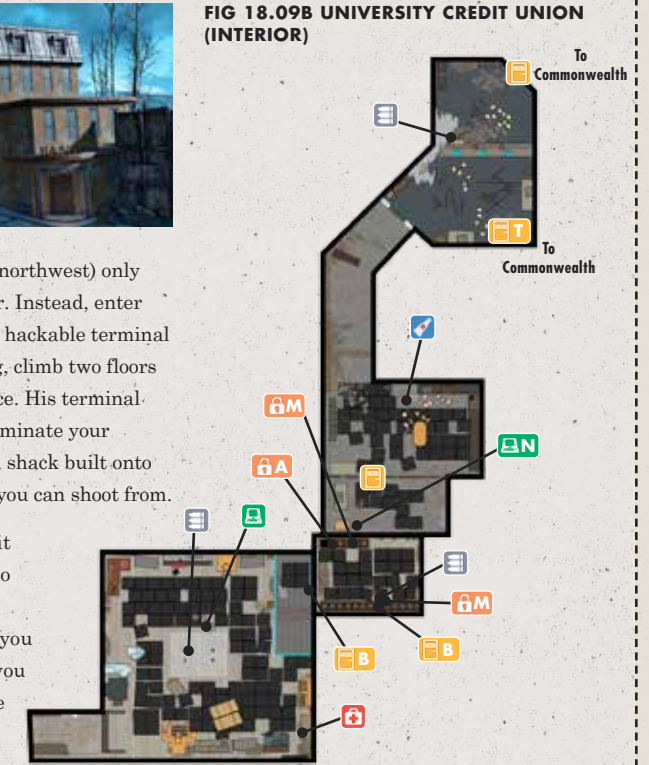 FIG 18.09B UNIVERSITY CREDIT UNION
(INTERIOR)
To
Commonwealth
T
To
Commonwealth
northwest) only
r. Instead, enter
hackable terminal
g, climb two floors
ce. His terminal
minate your
shack built onto
you can shoot from.
it
o
you
you
e
M
A
N
M
B
B